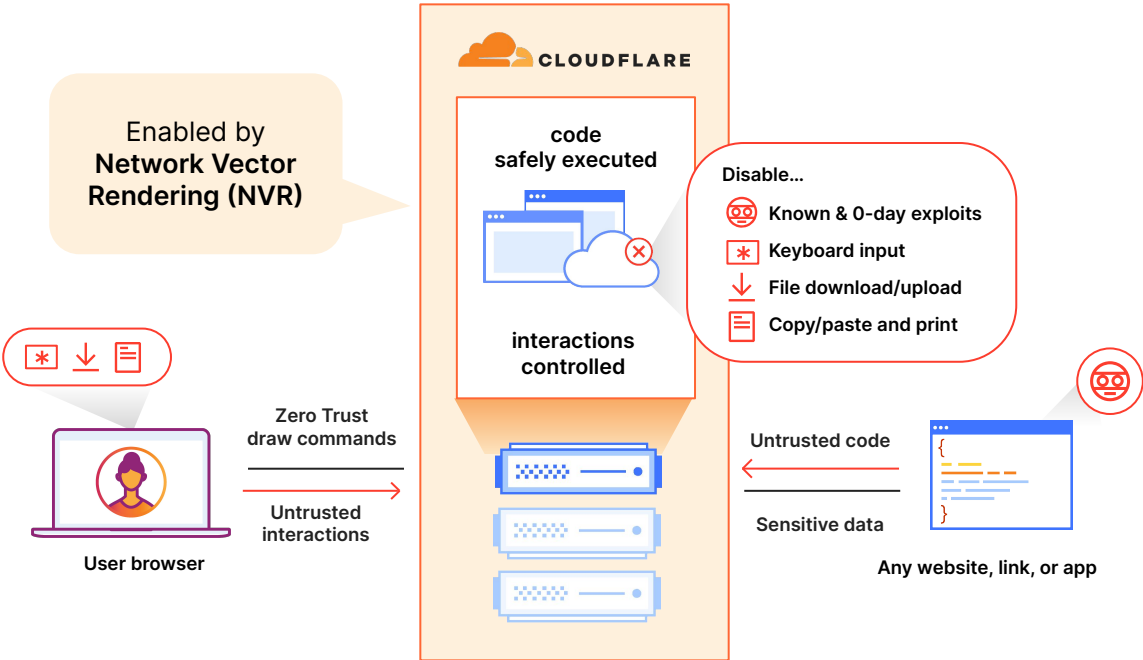 CLOUDFLARE
Enabled by
Network Vector
Rendering (NVR)
code
safely executed
interactions
controlled
Disable...
Known & 0-day exploits
Keyboard input
File download/upload
Copy/paste and print
Zero Trust
draw commands
Untrusted
interactions
User browser
Untrusted code
Sensitive data
{
}
Any website, link, or app